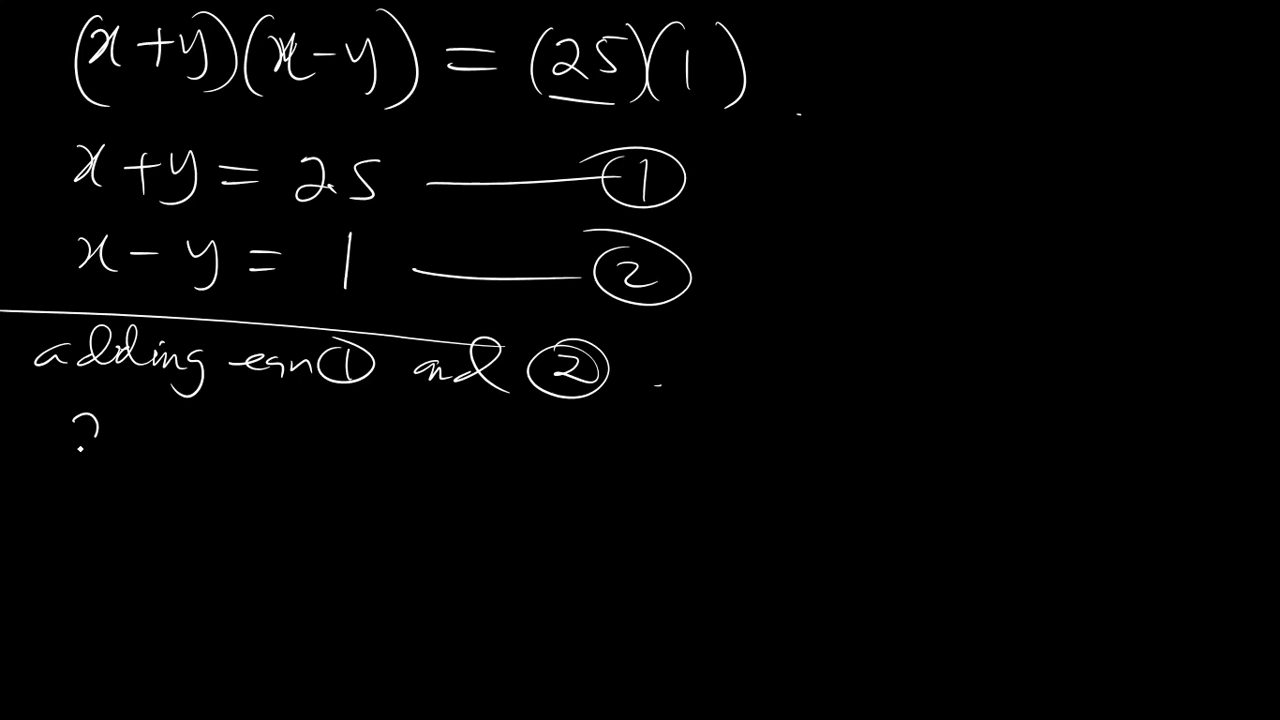 (x+y)(x-y) = (25)(1)
x+y = 25 —— ①
x-y = 1 —— ②
adding eqn ① and ②
?